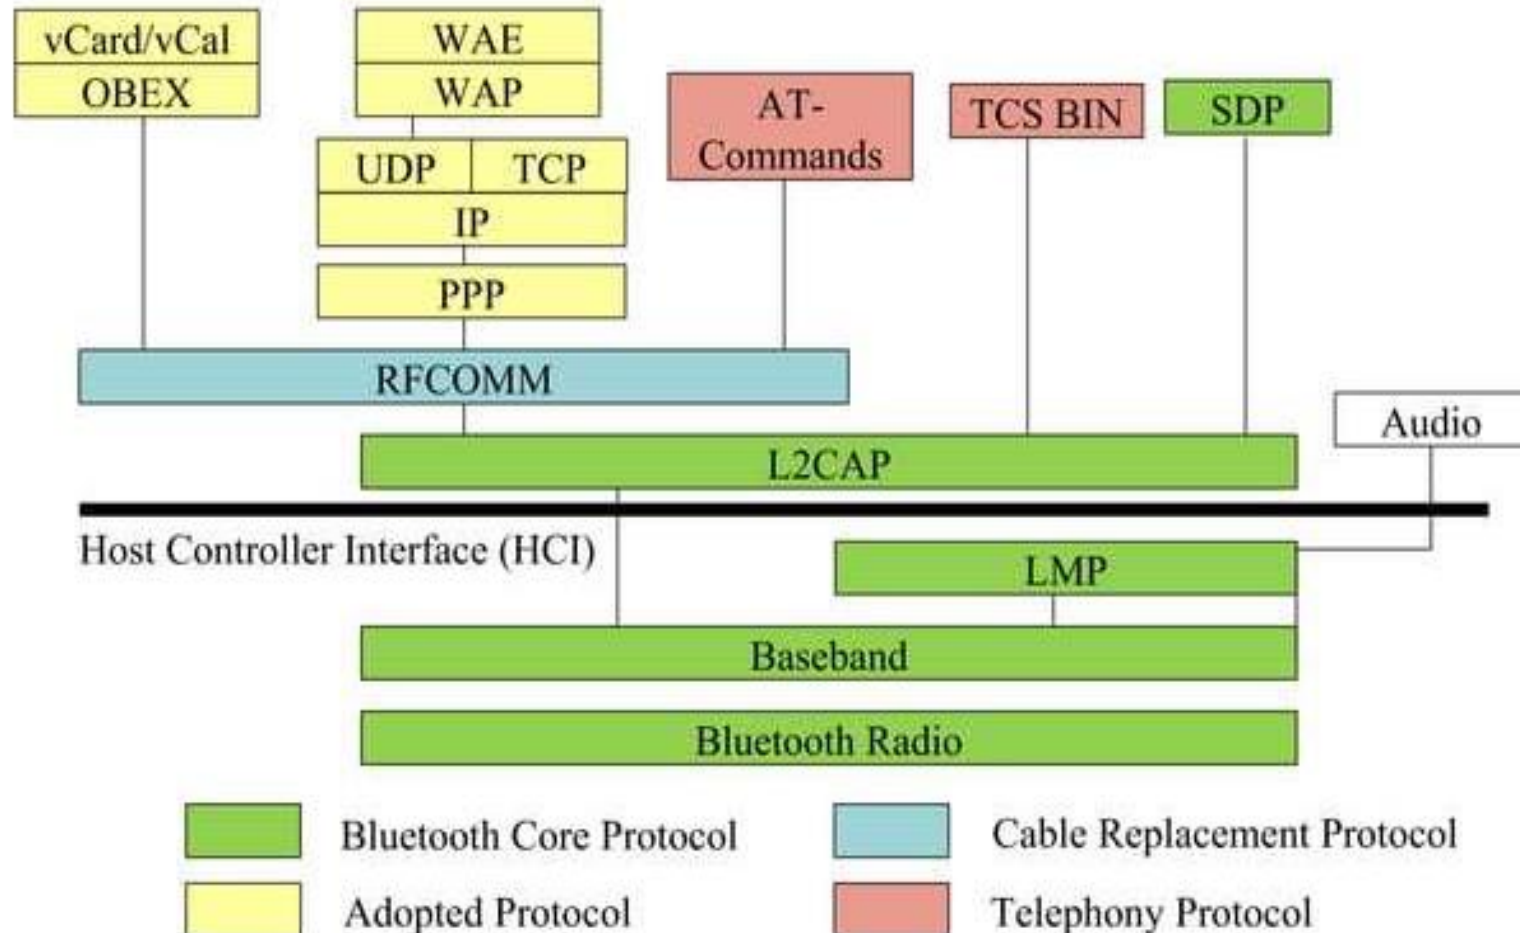 vCard/vCal
OBEX
WAE
WAP
UDP TCP
IP
PPP
AT-
Commands
TCS BIN
SDP
RFCOMM
Audio
L2CAP
Host Controller Interface (HCI)
LMP
Baseband
Bluetooth Radio
Bluetooth Core Protocol
Cable Replacement Protocol
Adopted Protocol
Telephony Protocol